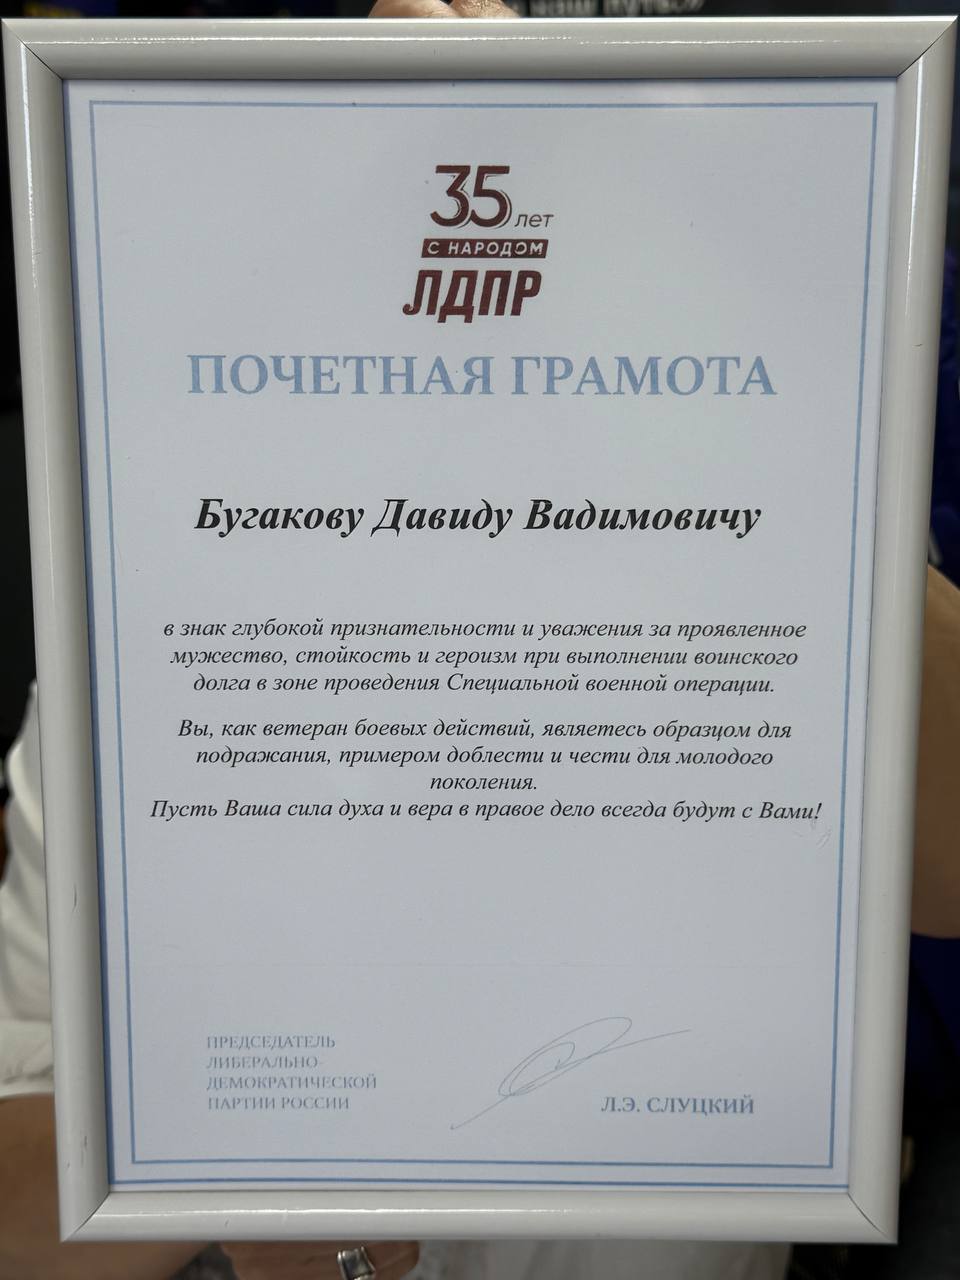 наш путь»
35 лет
С НАРОДОМ
ЛДПР
ПОЧЕТНАЯ ГРАМОТА
Бугакову Давиду Вадимовичу
в знак глубокой признательности и уважения за проявленное
мужество, стойкость и героизм при выполнении воинского
долга в зоне проведения Специальной военной операции.
Вы, как ветеран боевых действий, являетесь образцом для
подражания, примером доблести и чести для молодого
поколения.
Пусть Ваша сила духа и вера в правое дело всегда будут с Вами!
ПРЕДСЕДАТЕЛЬ
ЛИБЕРАЛЬНО-
ДЕМОКРАТИЧЕСКОЙ
ПАРТИИ РОССИИ
Л.Э. СЛУЦКИЙ